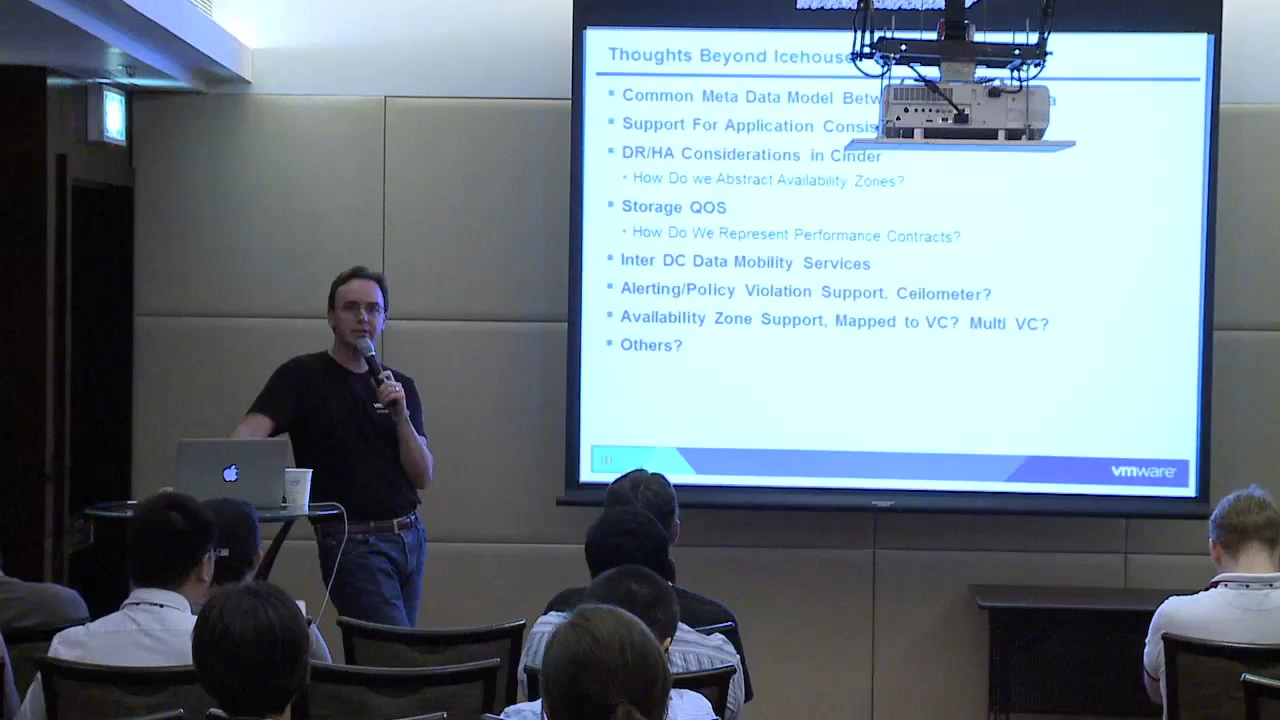 Thoughts Beyond Icehouse
Common Meta Data Model
Support For Application
DR/HA Considerations in Cinder
How Do we Abstract Availability Zones?
Storage QOS
How Do We Represent Performance Contracts?
Inter DC Data Mobility Services
Alerting/Policy Violation Support, Ceilometer?
Availability Zone Support, Mapped to VC? Multi VC?
Others?
vmware